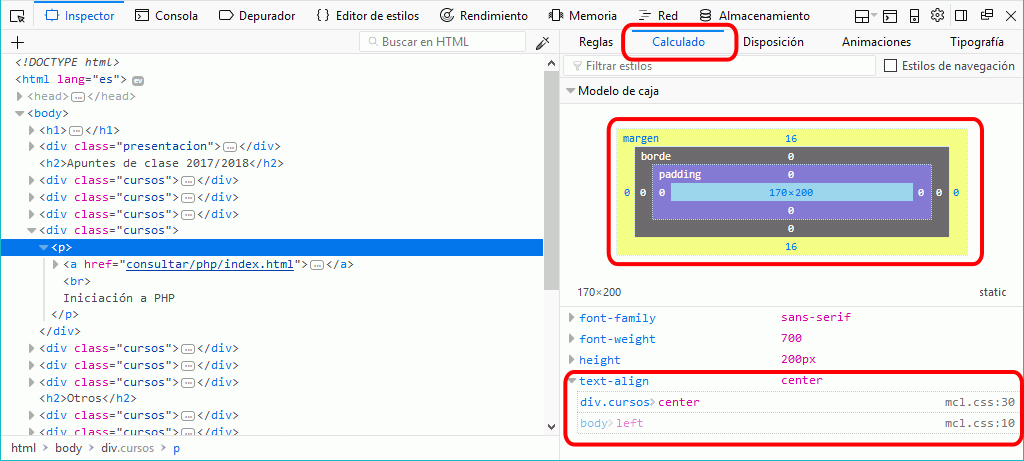 Inspector Consola Depurador Editor de estilos Rendimiento Memoria Red Almacenamiento
Buscar en HTML
<!DOCTYPE html>
<html lang="es"> ev
<head>…</head>
<body>
<h1>…</h1>
<div class="presentacion">…</div>
<h2>Apuntes de clase 2017/2018</h2>
<div class="cursos">…</div>
<div class="cursos">…</div>
<div class="cursos">…</div>
<div class="cursos">
<p>
<a href="consultar/php/index.html">…</a>
<br>
Iniciación a PHP
</p>
</div>
<div class="cursos">…</div>
<div class="cursos">…</div>
<div class="cursos">…</div>
<h2>Otros</h2>
<div class="cursos">…</div>
<div class="cursos">…</div>
html > body > div.cursos > p
Reglas Calculado Disposición Animaciones Tipografía
Filtrar estilos Estilos de navegación
Modelo de caja
margen 16
borde 0
padding 0
0 0 0 170×200 0 0 0
0
0
16
170×200 static
font-family sans-serif
font-weight 700
height 200px
text-align center
div.cursos center mcl.css:30
body left mcl.css:10